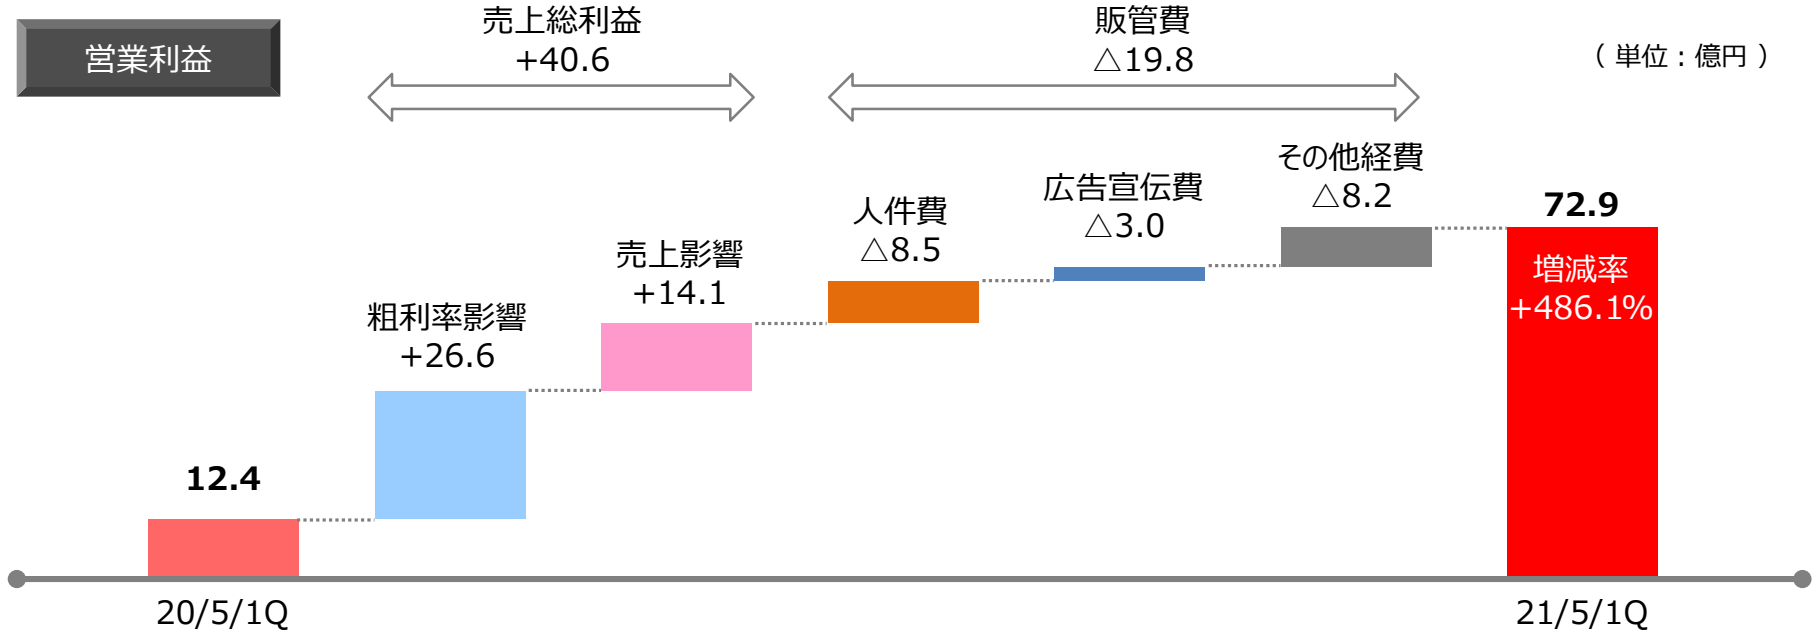 営業利益
売上総利益
+40.6
販管費
△19.8
( 単位：億円 )
12.4
粗利率影響
+26.6
売上影響
+14.1
人件費
△8.5
広告宣伝費
△3.0
その他経費
△8.2
72.9
増減率
+486.1%
20/5/1Q
21/5/1Q